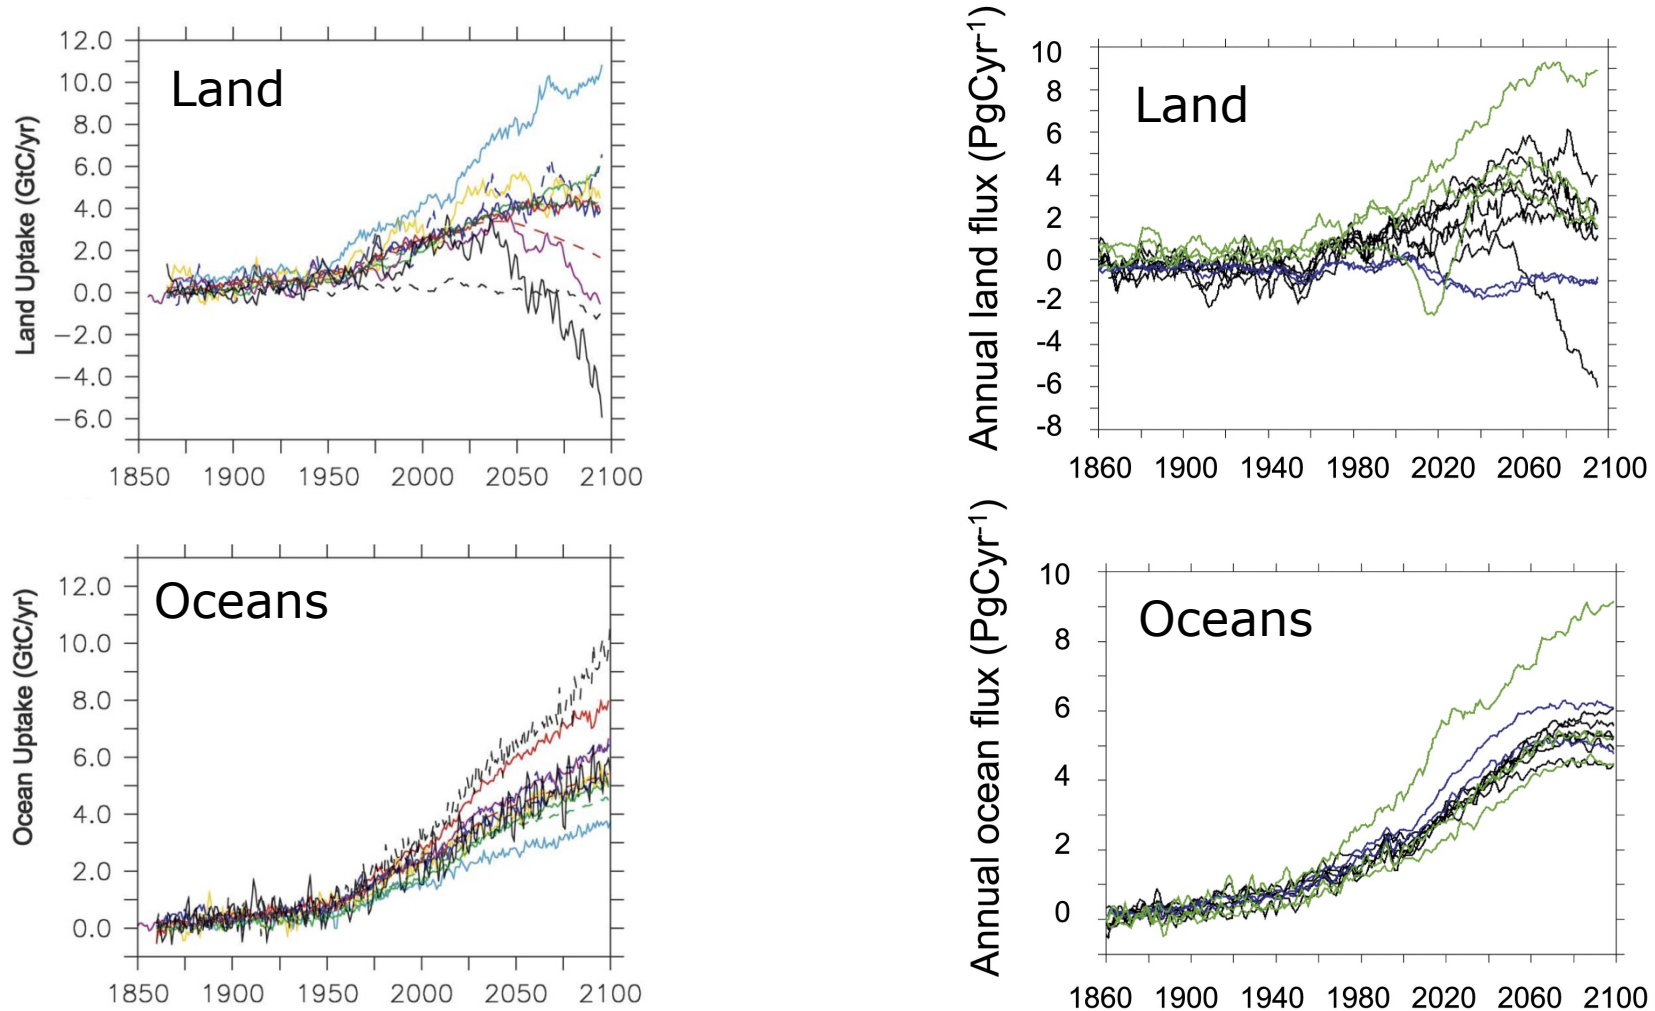 12.0
10.0
8.0
6.0
4.0
2.0
0.0
−2.0
−4.0
−6.0
Land Uptake (GtC/yr)
Land
1850 1900 1950 2000 2050 2100
10
8
6
4
2
0
-2
-4
-6
-8
Annual land flux (PgCyr-1)
Land
1860 1900 1940 1980 2020 2060 2100
12.0
10.0
8.0
6.0
4.0
2.0
0.0
Ocean Uptake (GtC/yr)
Oceans
1850 1900 1950 2000 2050 2100
10
8
6
4
2
0
Annual ocean flux (PgCyr-1)
Oceans
1860 1900 1940 1980 2020 2060 2100